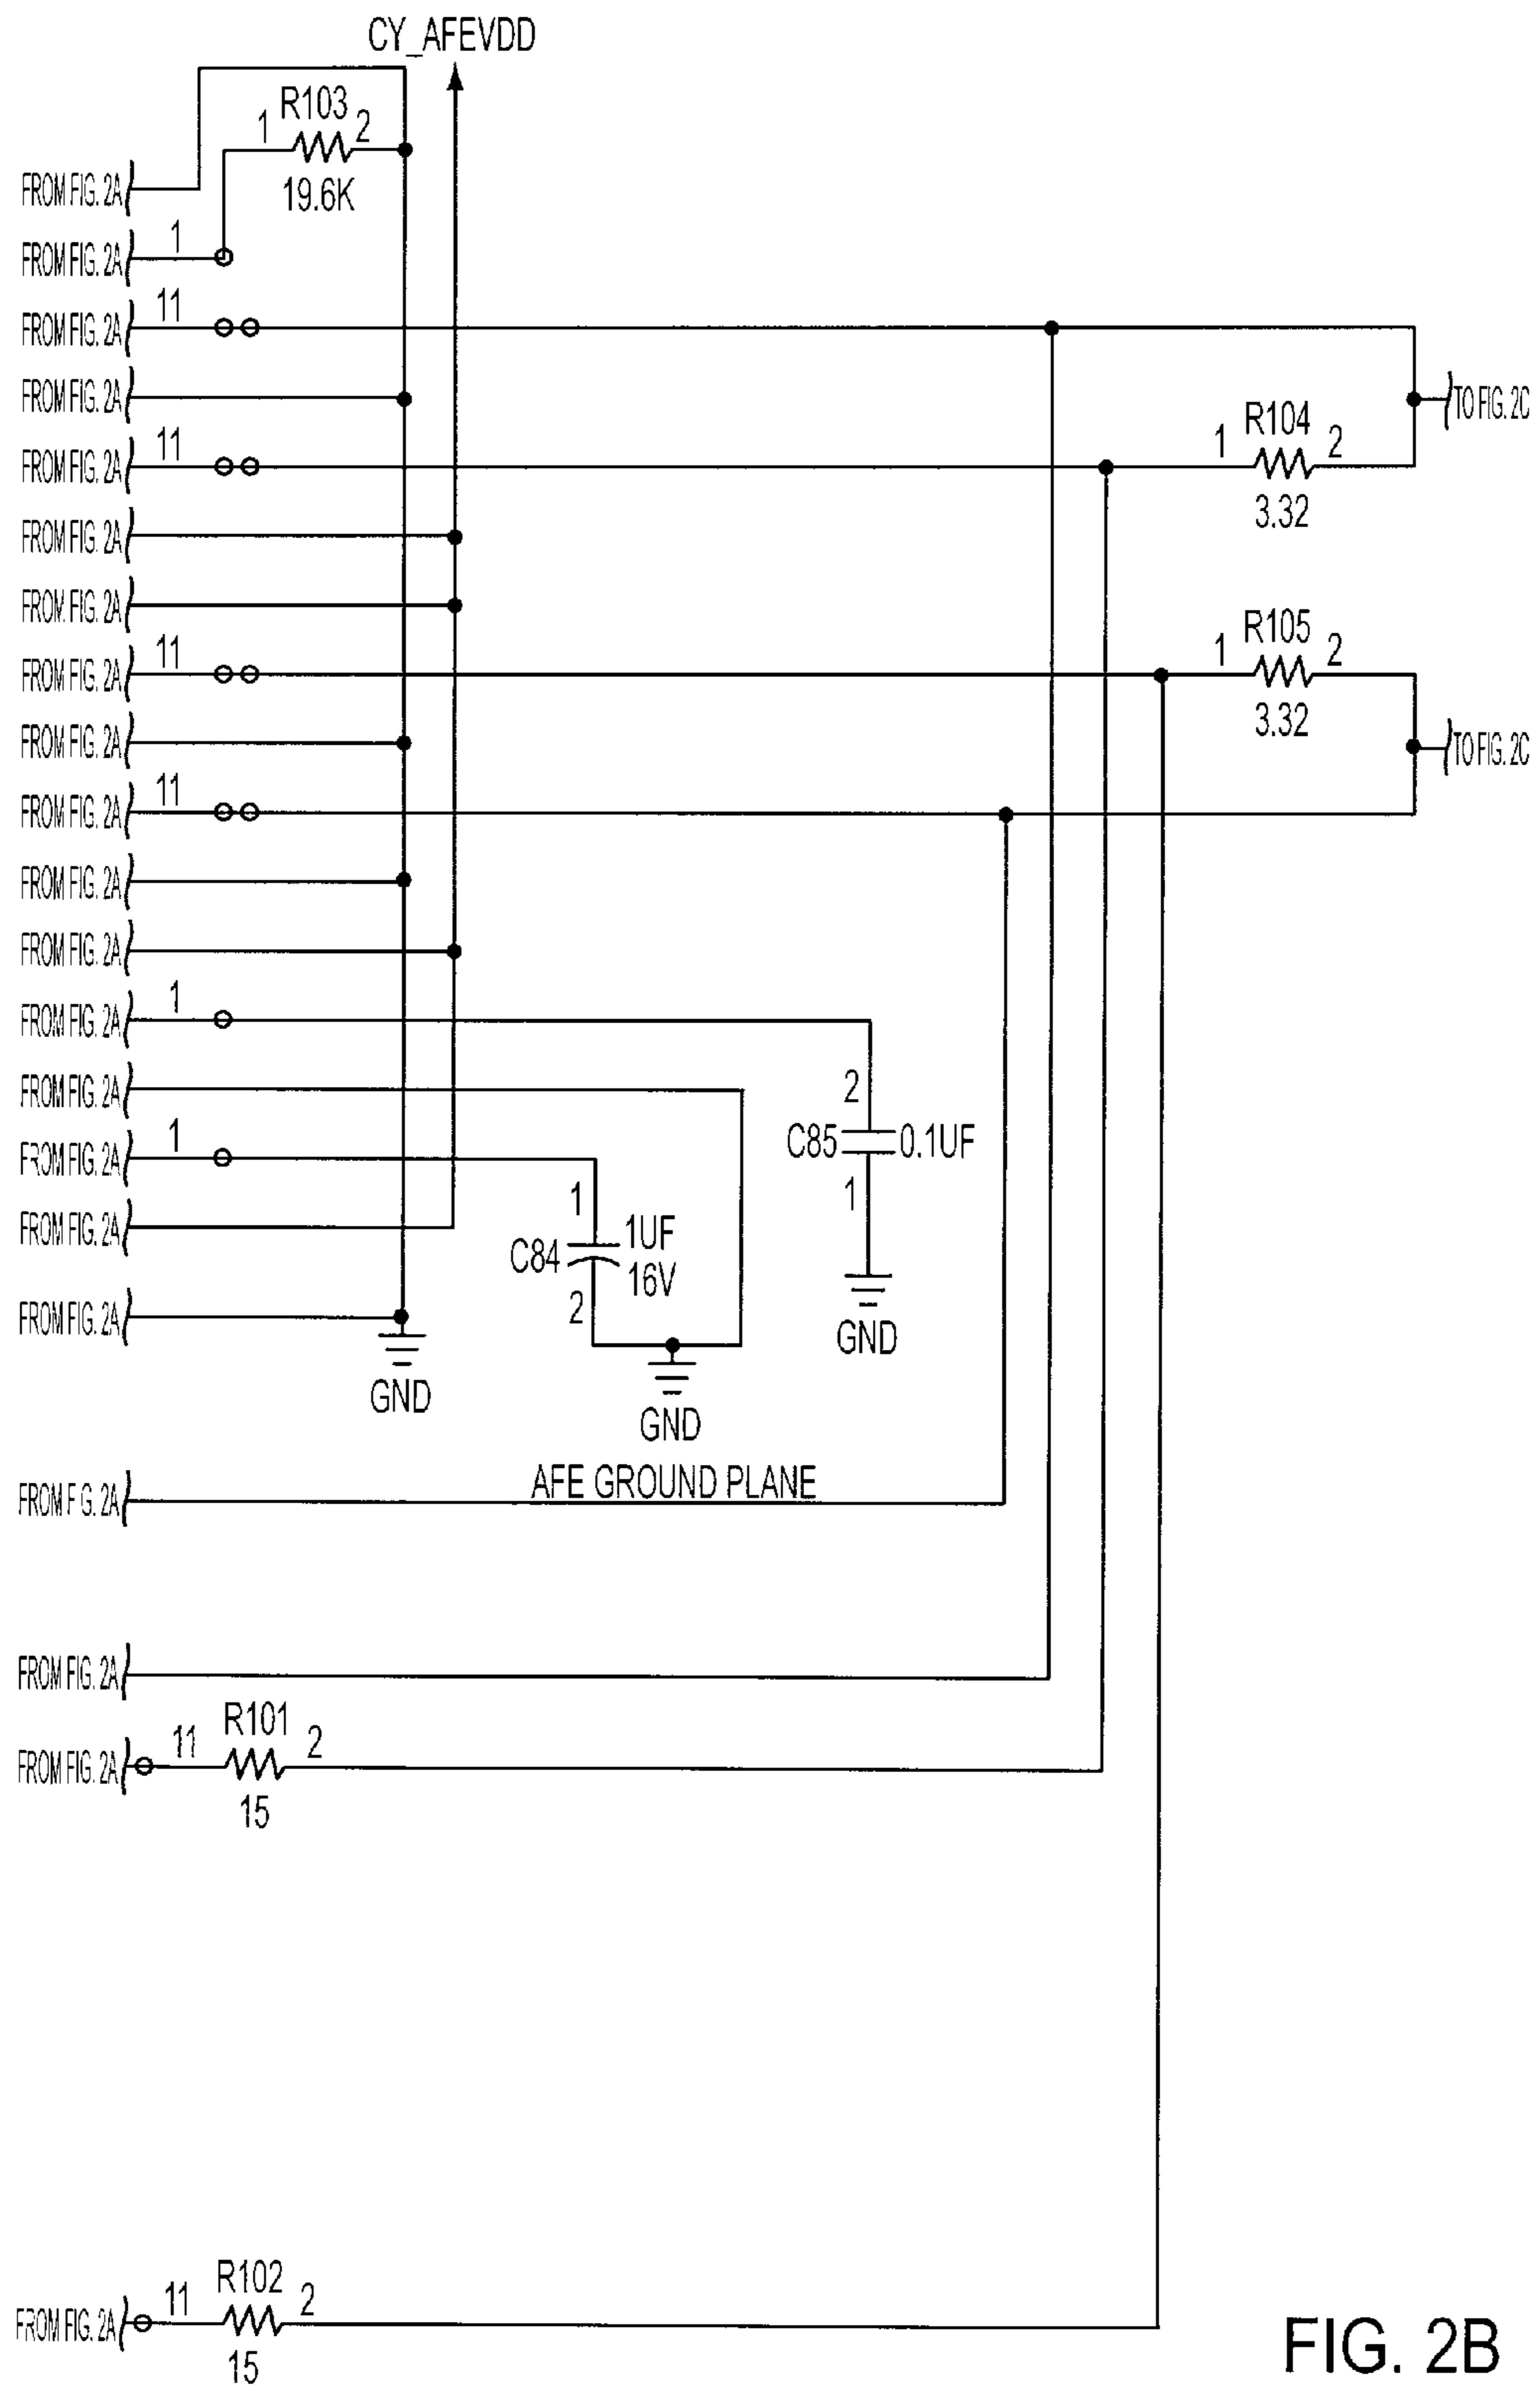 CY_AFEVDD
R103
1 2
19.6K
FROM FIG. 2A
1
FROM FIG. 2A
11
FROM FIG. 2A
FROM FIG. 2A
TO FIG. 2C
11
FROM FIG. 2A
R104
1 2
3.32
FROM FIG. 2A
FROM FIG. 2A
11
FROM FIG. 2A
R105
1 2
3.32
FROM FIG. 2A
TO FIG. 2C
11
FROM FIG. 2A
FROM FIG. 2A
FROM FIG. 2A
1
FROM FIG. 2A
FROM FIG. 2A
2
C85 0.1UF
1
GND
1
FROM FIG. 2A
1
C84 1UF
16V
2
GND
FROM FIG. 2A
FROM FIG. 2A
GND
AFE GROUND PLANE
FROM F G. 2A
FROM FIG. 2A
R101
FROM FIG. 2A 11 2
15
R102
FROM FIG. 2A 11 2
15
FIG. 2B